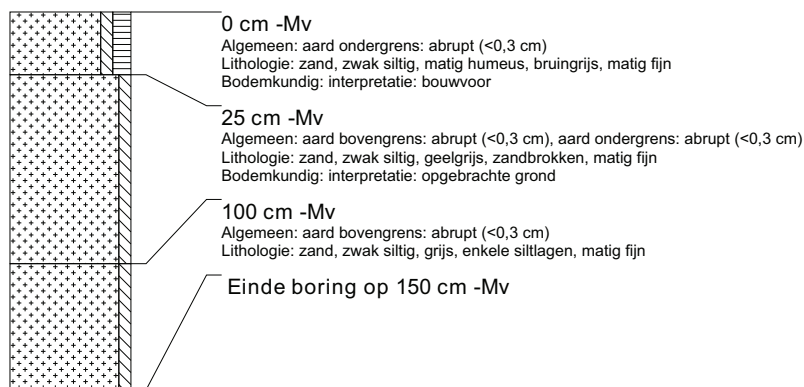 0 cm -Mv
Algemeen: aard ondergrens: abrupt (<0,3 cm)
Lithologie: zand, zwak siltig, matig humeus, bruingrijs, matig fijn
Bodemkundig: interpretatie: bouwvoor
25 cm -Mv
Algemeen: aard bovengrens: abrupt (<0,3 cm), aard ondergrens: abrupt (<0,3 cm)
Lithologie: zand, zwak siltig, geelgrijs, zandbrokken, matig fijn
Bodemkundig: interpretatie: opgebrachte grond
100 cm -Mv
Algemeen: aard bovengrens: abrupt (<0,3 cm)
Lithologie: zand, zwak siltig, grijs, enkele siltlagen, matig fijn
Einde boring op 150 cm -Mv